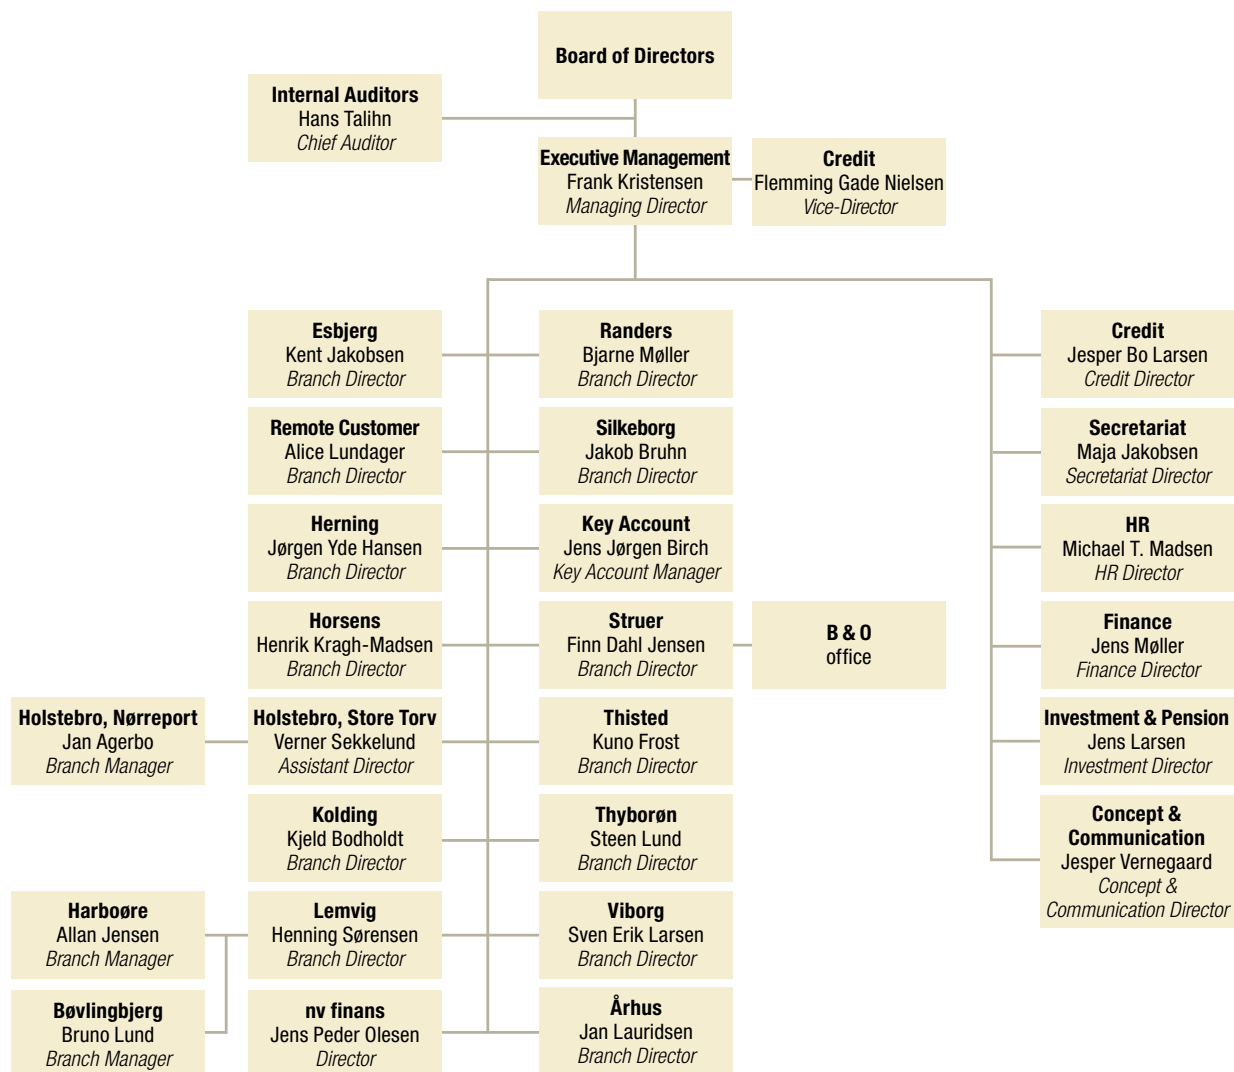 Board of Directors
Internal Auditors
Hans Talihn
Chief Auditor
Executive Management
Frank Kristensen
Managing Director
Credit
Flemming Gade Nielsen
Vice-Director
Esbjerg
Kent Jakobsen
Branch Director
Randers
Bjarne Møller
Branch Director
Credit
Jesper Bo Larsen
Credit Director
Remote Customer
Alice Lundager
Branch Director
Silkeborg
Jakob Bruhn
Branch Director
Secretariat
Maja Jakobsen
Secretariat Director
Herning
Jørgen Yde Hansen
Branch Director
Key Account
Jens Jørgen Birch
Key Account Manager
HR
Michael T. Madsen
HR Director
Horsens
Henrik Kragh-Madsen
Branch Director
Struer
Finn Dahl Jensen
Branch Director
B & O
office
Finance
Jens Møller
Finance Director
Holstebro, Nørreport
Jan Agerbo
Branch Manager
Holstebro, Store Torv
Verner Sekkelund
Assistant Director
Thisted
Kuno Frost
Branch Director
Investment & Pension
Jens Larsen
Investment Director
Kolding
Kjeld Bodholdt
Branch Director
Thyborøn
Steen Lund
Branch Director
Concept &
Communication
Jesper Vernegaard
Concept &
Communication Director
Harboøre
Allan Jensen
Branch Manager
Lemvig
Henning Sørensen
Branch Director
Viborg
Sven Erik Larsen
Branch Director
Bøvlingbjerg
Bruno Lund
Branch Manager
nv finans
Jens Peder Olesen
Director
Århus
Jan Lauridsen
Branch Director